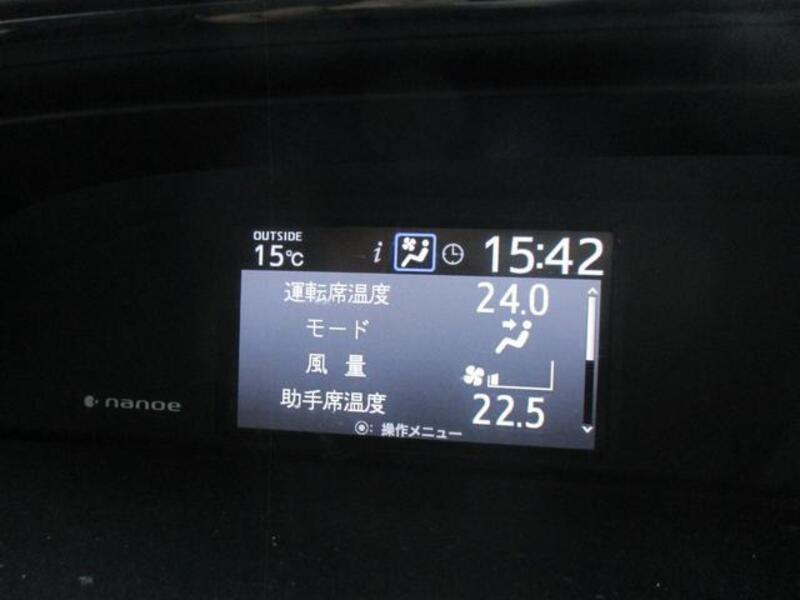 OUTSIDE
15℃ i 15:42
運転席温度 24.0
モード
風量
助手席温度 22.5
◉: 操作メニュー
nanoe